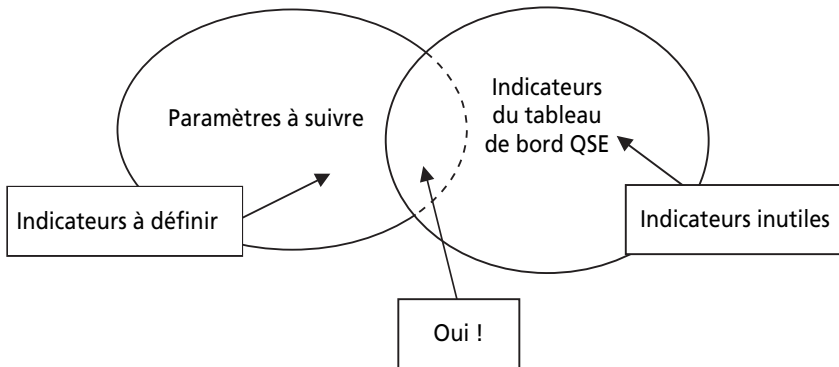 Paramètres à suivre
Indicateurs
du tableau
de bord QSE
Indicateurs à définir
Indicateurs inutiles
Oui !